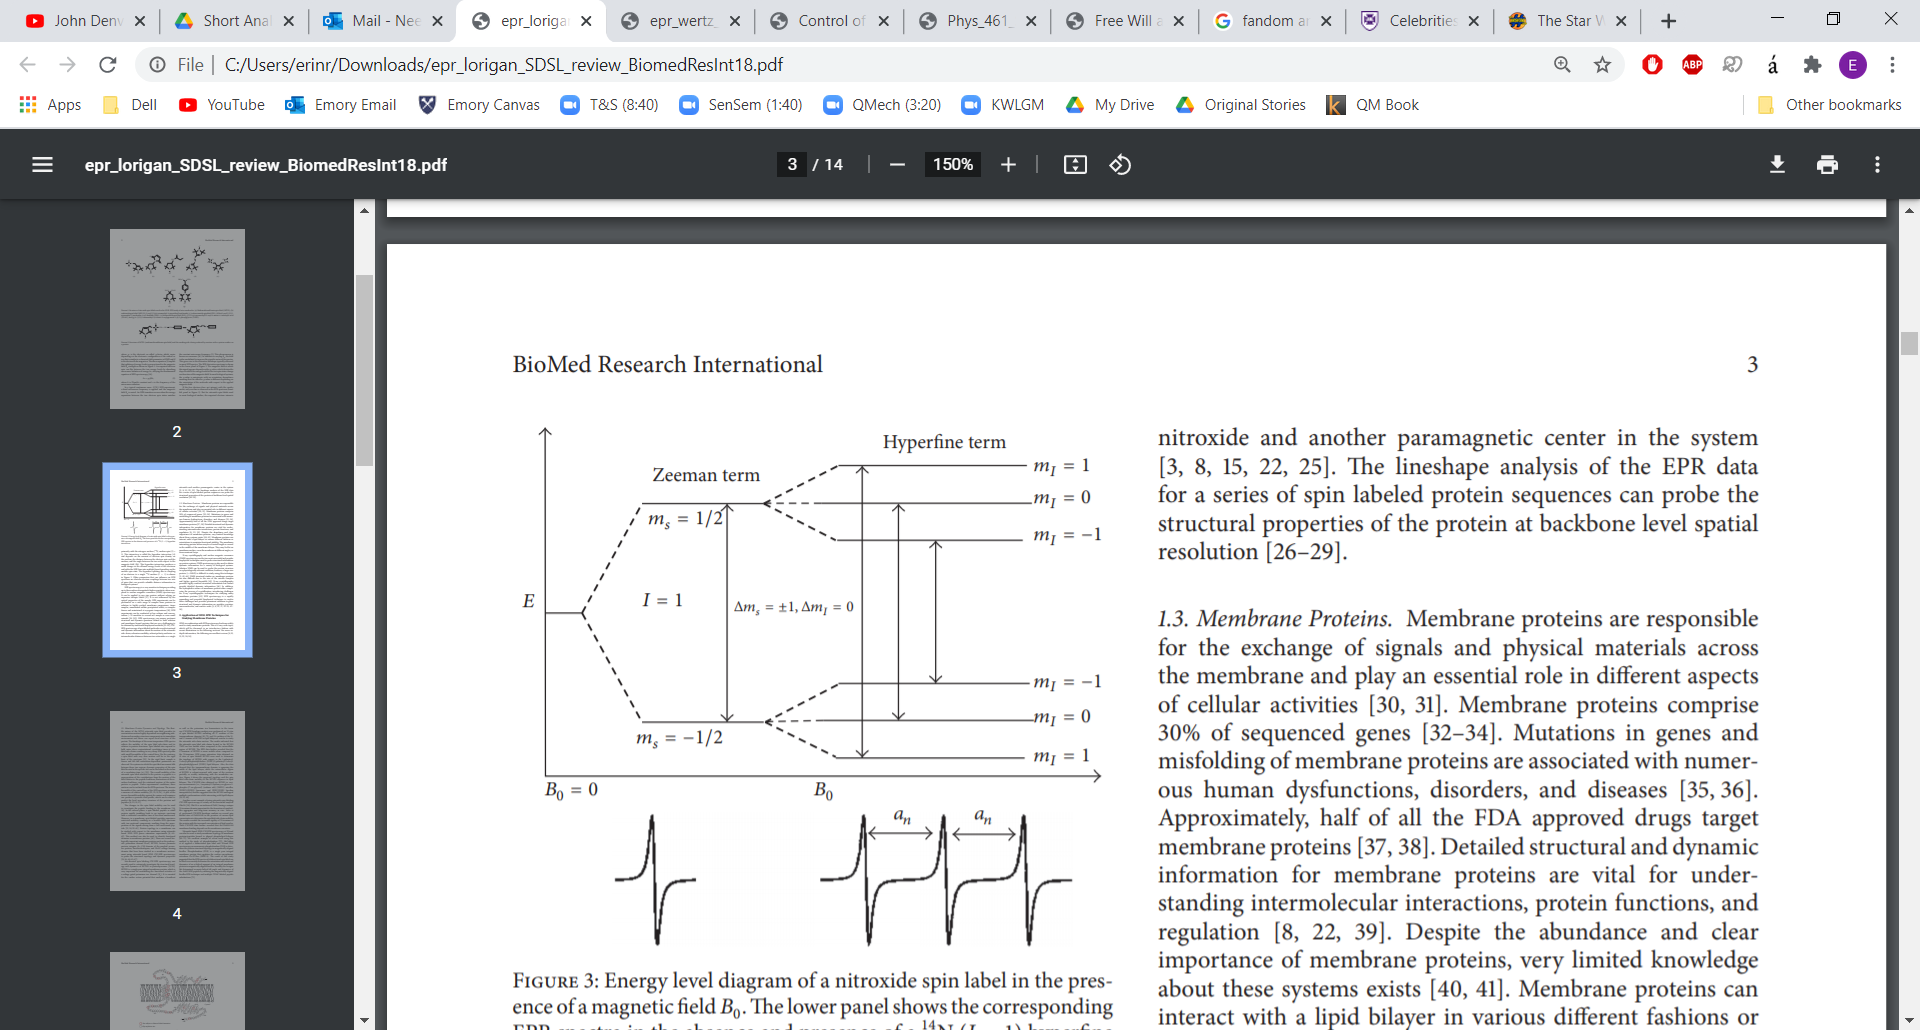 John Denv
Short Anal
Mail - Nee
epr_loriga
epr_wertz_
Control of
Phys_461_
Free Will a
fandom ar
Celebrities
The Star W
File
C:/Users/erinr/Downloads/epr_lorigan_SDSL_review_BiomedResInt18.pdf
ABP
á
E
Apps
Dell
YouTube
Emory Email
Emory Canvas
T&S (8:40)
SenSem (1:40)
QMech (3:20)
KWLGM
My Drive
Original Stories
QM Book
Other bookmarks
epr_lorigan_SDSL_review_BiomedResInt18.pdf
3 / 14
150%
2
3
4
BioMed Research International
3
Hyperfine term
Zeeman term
m_I = 1
m_I = 0
m_I = −1
m_s = 1/2
E
I = 1
Δm_s = ±1, Δm_I = 0
m_I = −1
m_I = 0
m_I = 1
m_s = −1/2
B₀ = 0
B₀
a_n
a_n
FIGURE 3: Energy level diagram of a nitroxide spin label in the pres-
ence of a magnetic field B₀. The lower panel shows the corresponding
nitroxide and another paramagnetic center in the system
[3, 8, 15, 22, 25]. The lineshape analysis of the EPR data
for a series of spin labeled protein sequences can probe the
structural properties of the protein at backbone level spatial
resolution [26–29].
1.3. Membrane Proteins. Membrane proteins are responsible
for the exchange of signals and physical materials across
the membrane and play an essential role in different aspects
of cellular activities [30, 31]. Membrane proteins comprise
30% of sequenced genes [32–34]. Mutations in genes and
misfolding of membrane proteins are associated with numer-
ous human dysfunctions, disorders, and diseases [35, 36].
Approximately, half of all the FDA approved drugs target
membrane proteins [37, 38]. Detailed structural and dynamic
information for membrane proteins are vital for under-
standing intermolecular interactions, protein functions, and
regulation [8, 22, 39]. Despite the abundance and clear
importance of membrane proteins, very limited knowledge
about these systems exists [40, 41]. Membrane proteins can
interact with a lipid bilayer in various different fashions or